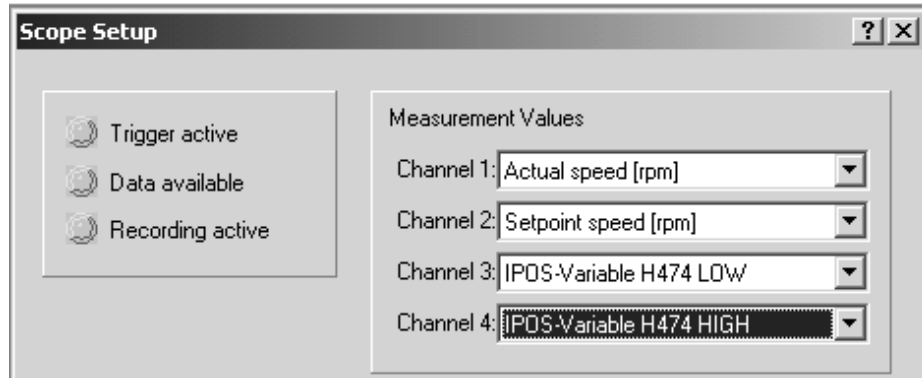 Scope Setup
Trigger active
Data available
Recording active
Measurement Values
Channel 1: Actual speed [rpm]
Channel 2: Setpoint speed [rpm]
Channel 3: IPOS-Variable H474 LOW
Channel 4: IPOS-Variable H474 HIGH